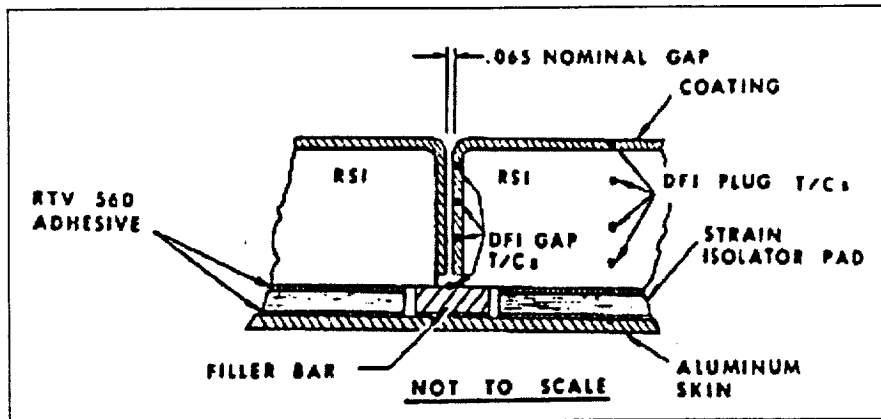 .065 NOMINAL GAP
COATING
RSI
RSI
DFI PLUG T/Cs
RTV 560
ADHESIVE
DFI GAP
T/Cs
STRAIN
ISOLATOR PAD
FILLER BAR
ALUMINUM
SKIN
NOT TO SCALE